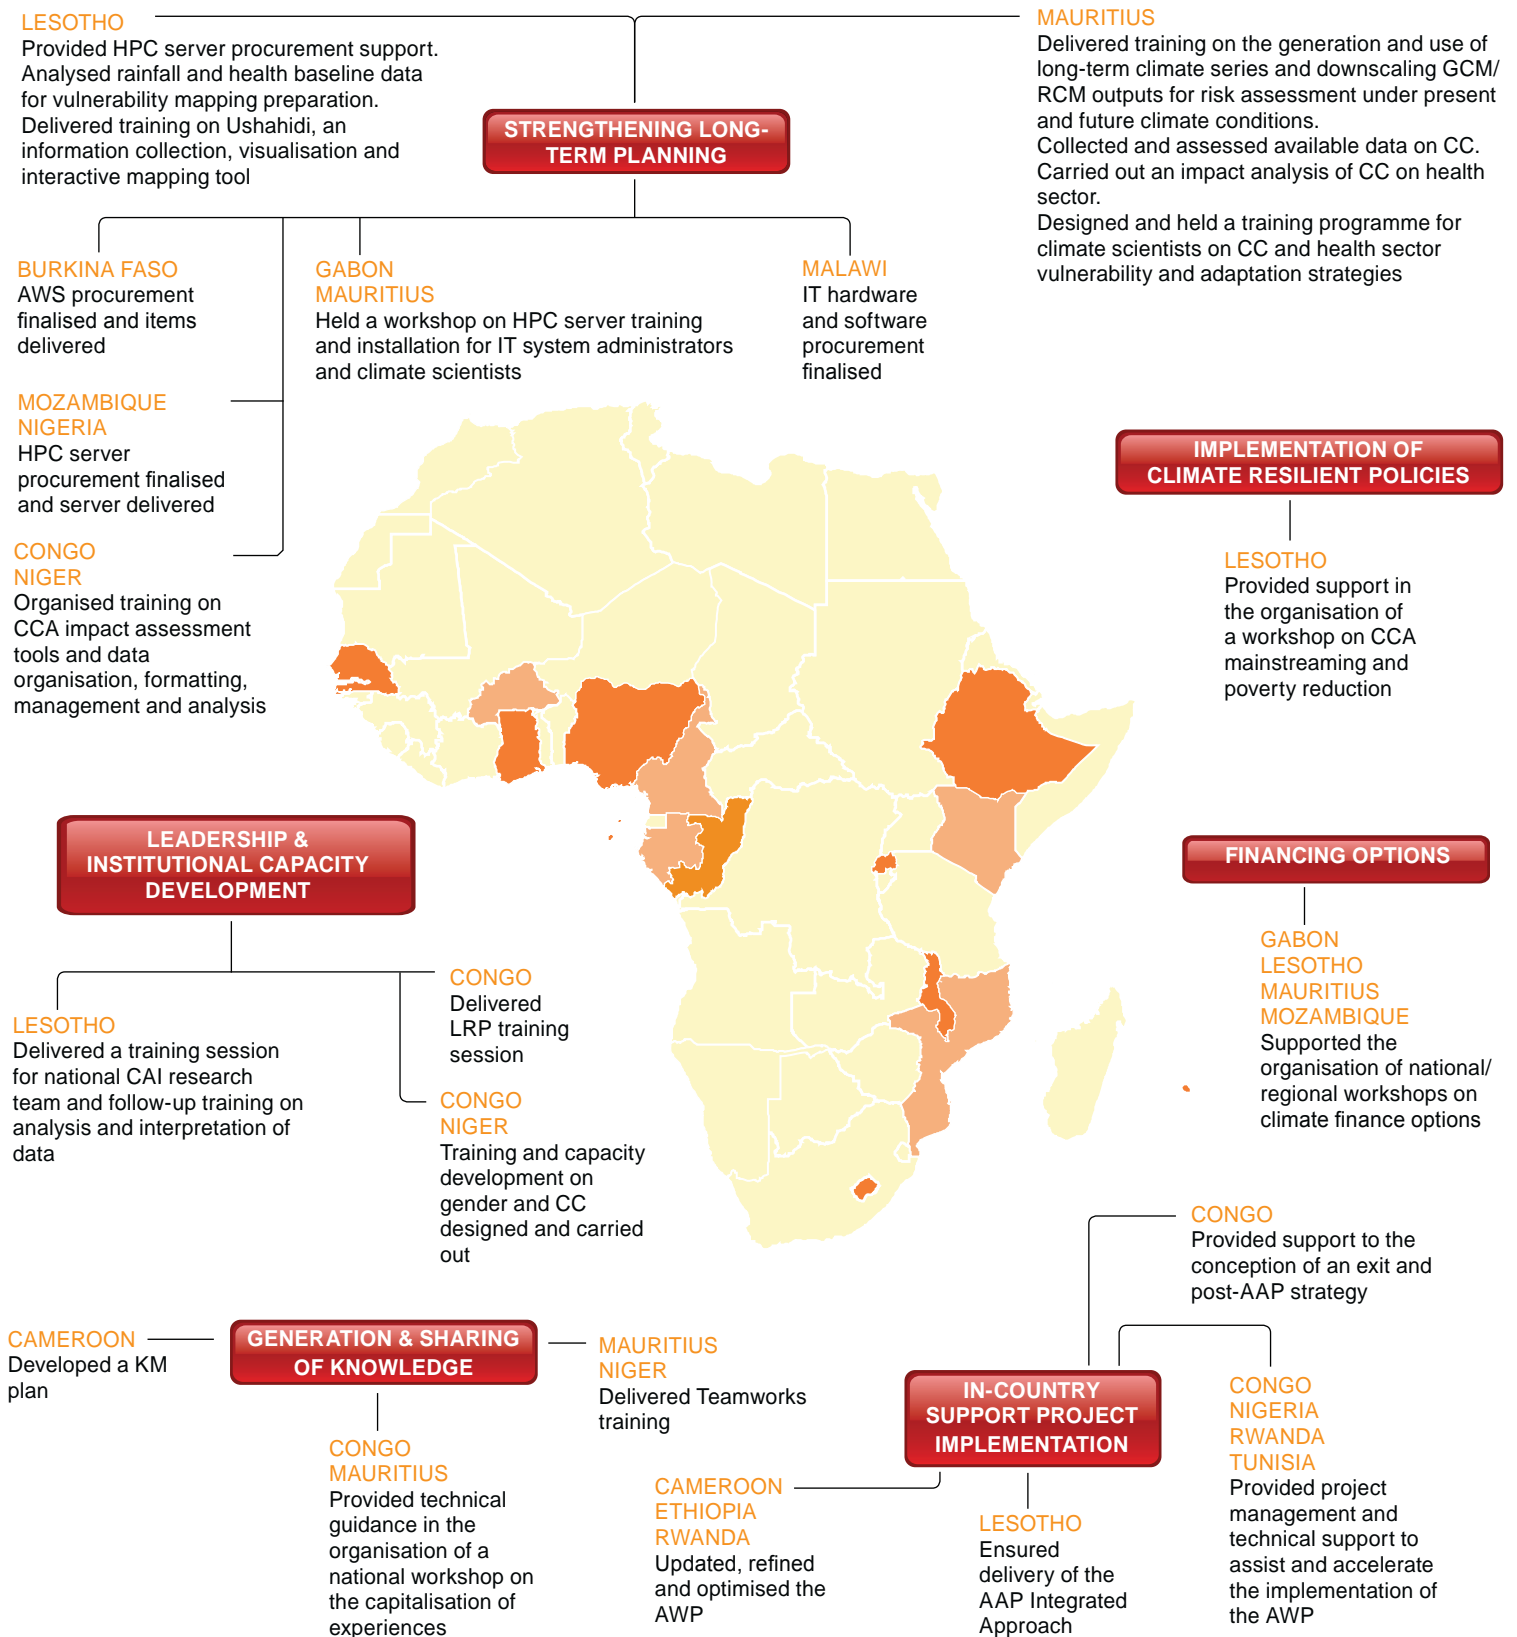 LESOTHO
Provided HPC server procurement support.
Analysed rainfall and health baseline data
for vulnerability mapping preparation.
Delivered training on Ushahidi, an
information collection, visualisation and
interactive mapping tool
MAURITIUS
Delivered training on the generation and use of
long-term climate series and downscaling GCM/
RCM outputs for risk assessment under present
and future climate conditions.
Collected and assessed available data on CC.
Carried out an impact analysis of CC on health
sector.
Designed and held a training programme for
climate scientists on CC and health sector
vulnerability and adaptation strategies
STRENGTHENING LONG-
TERM PLANNING
BURKINA FASO
AWS procurement
finalised and items
delivered
GABON
MAURITIUS
Held a workshop on HPC server training
and installation for IT system administrators
and climate scientists
MALAWI
IT hardware
and software
procurement
finalised
MOZAMBIQUE
NIGERIA
HPC server
procurement finalised
and server delivered
CONGO
NIGER
Organised training on
CCA impact assessment
tools and data
organisation, formatting,
management and analysis
IMPLEMENTATION OF
CLIMATE RESILIENT POLICIES
LESOTHO
Provided support in
the organisation of
a workshop on CCA
mainstreaming and
poverty reduction
LEADERSHIP &
INSTITUTIONAL CAPACITY
DEVELOPMENT
LESOTHO
Delivered a training session
for national CAI research
team and follow-up training on
analysis and interpretation of
data
CONGO
Delivered
LRP training
session
CONGO
NIGER
Training and capacity
development on
gender and CC
designed and carried
out
FINANCING OPTIONS
GABON
LESOTHO
MAURITIUS
MOZAMBIQUE
Supported the
organisation of national/
regional workshops on
climate finance options
GENERATION & SHARING
OF KNOWLEDGE
CAMEROON
Developed a KM
plan
MAURITIUS
NIGER
Delivered Teamworks
training
CONGO
MAURITIUS
Provided technical
guidance in the
organisation of a
national workshop on
the capitalisation of
experiences
IN-COUNTRY
SUPPORT PROJECT
IMPLEMENTATION
CONGO
Provided support to the
conception of an exit and
post-AAP strategy
CAMEROON
ETHIOPIA
RWANDA
Updated, refined
and optimised the
AWP
LESOTHO
Ensured
delivery of the
AAP Integrated
Approach
CONGO
NIGERIA
RWANDA
TUNISIA
Provided project
management and
technical support to
assist and accelerate
the implementation of
the AWP